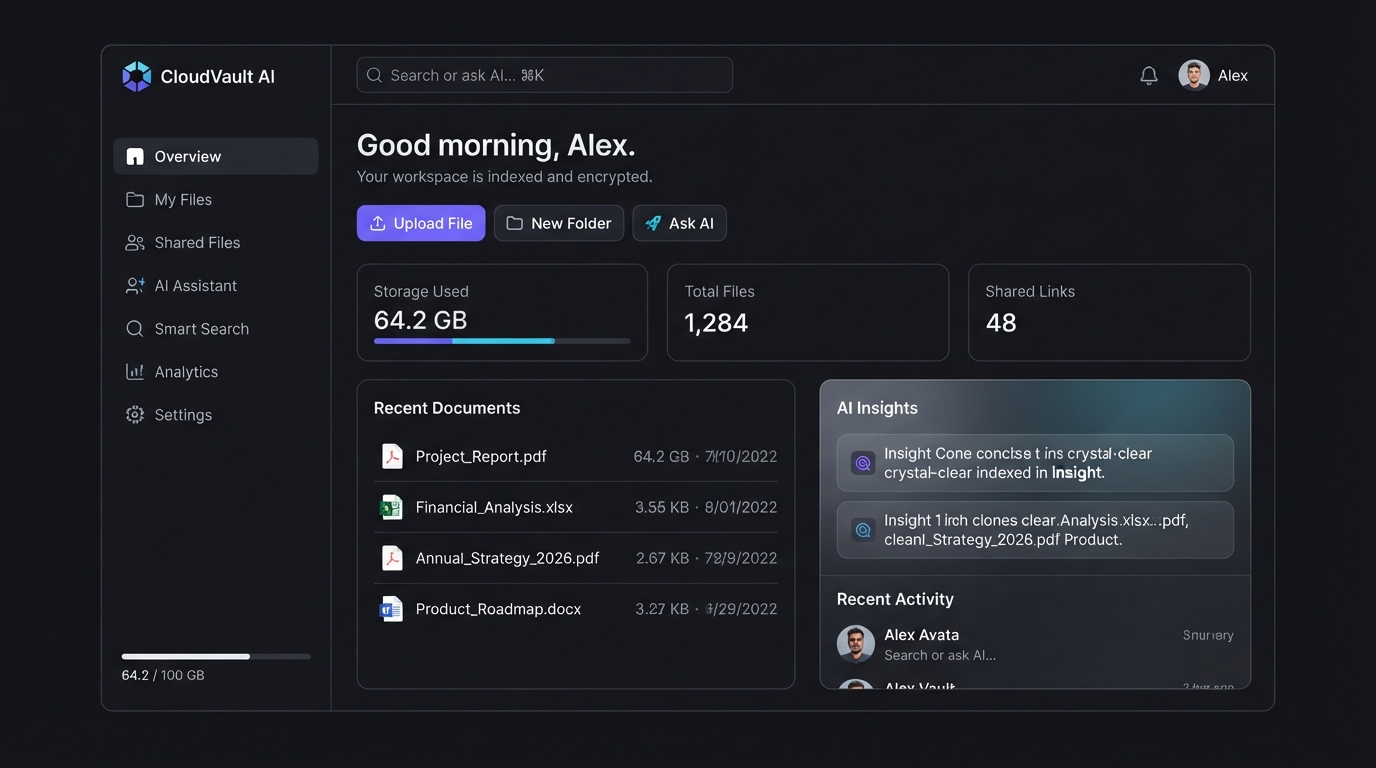 CloudVault AI
Search or ask AI... ⌘K
Alex
Overview
My Files
Shared Files
AI Assistant
Smart Search
Analytics
Settings
64.2 / 100 GB
Good morning, Alex.
Your workspace is indexed and encrypted.
Upload File
New Folder
Ask AI
Storage Used
64.2 GB
Total Files
1,284
Shared Links
48
Recent Documents
Project_Report.pdf
64.2 GB ·
Financial_Analysis.xlsx
3.55 KB · 8/01/2022
Annual_Strategy_2026.pdf
2.67 KB ·
Product_Roadmap.docx
3.27 KB ·
AI Insights
Insight Cone conclse t ins crystal-clear
crystal-clear indexed in Insight.
Insight 1 irch clones clear.Analysis.xlsx...pdf,
cleanl_Strategy_2026.pdf Product.
Recent Activity
Alex Avata
Search or ask AI...
Alex Vault